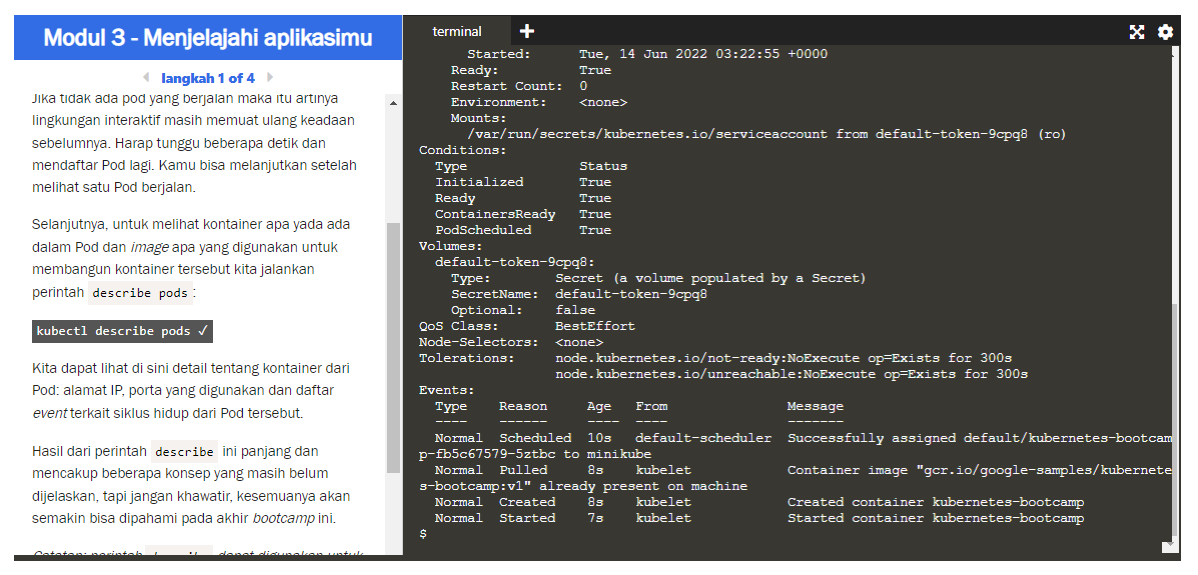 Modul 3 - Menjelajahi aplikasimu
langkah 1 of 4
Jika tidak ada pod yang berjalan maka itu artinya
lingkungan interaktif masih memuat ulang keadaan
sebelumnya. Harap tunggu beberapa detik dan
mendaftar Pod lagi. Kamu bisa melanjutkan setelah
melihat satu Pod berjalan.
Selanjutnya, untuk melihat kontainer apa yada ada
dalam Pod dan image apa yang digunakan untuk
membangun kontainer tersebut kita jalankan
perintah describe pods :
kubectl describe pods ✓
Kita dapat lihat di sini detail tentang kontainer dari
Pod: alamat IP, porta yang digunakan dan daftar
event terkait siklus hidup dari Pod tersebut.
Hasil dari perintah describe ini panjang dan
mencakup beberapa konsep yang masih belum
dijelaskan, tapi jangan khawatir, kesemuanya akan
semakin bisa dipahami pada akhir bootcamp ini.
Catatan: perintah describe dapat digunakan untuk
terminal
Started: Tue, 14 Jun 2022 03:22:55 +0000
Ready: True
Restart Count: 0
Environment: <none>
Mounts:
/var/run/secrets/kubernetes.io/serviceaccount from default-token-9cpq8 (ro)
Conditions:
Type Status
Initialized True
Ready True
ContainersReady True
PodScheduled True
Volumes:
default-token-9cpq8:
Type: Secret (a volume populated by a Secret)
SecretName: default-token-9cpq8
Optional: false
QoS Class: BestEffort
Node-Selectors: <none>
Tolerations: node.kubernetes.io/not-ready:NoExecute op=Exists for 300s
node.kubernetes.io/unreachable:NoExecute op=Exists for 300s
Events:
Type Reason Age From Message
---- ------ ---- ---- -------
Normal Scheduled 10s default-scheduler Successfully assigned default/kubernetes-bootcam
p-fb5c67579-5ztbc to minikube
Normal Pulled 8s kubelet Container image "gcr.io/google-samples/kubernete
s-bootcamp:v1" already present on machine
Normal Created 8s kubelet Created container kubernetes-bootcamp
Normal Started 7s kubelet Started container kubernetes-bootcamp
$